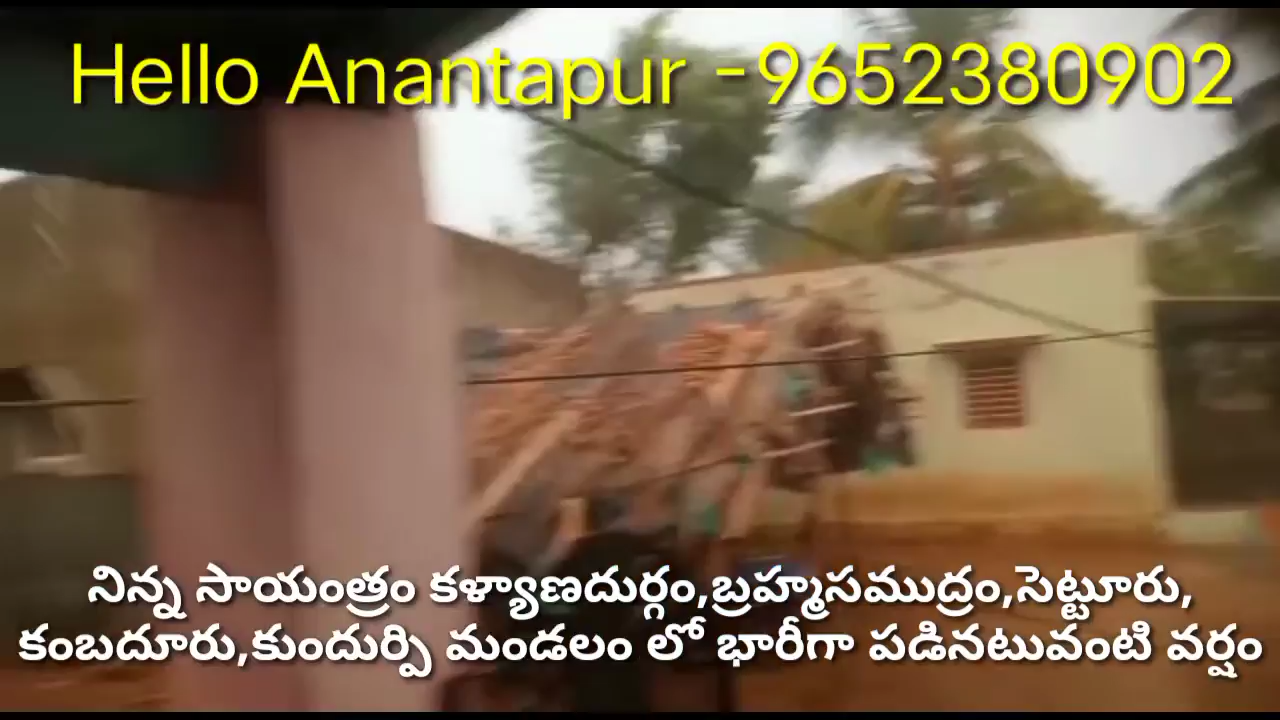 Hello Anantapur -9652380902
నిన్న సాయంత్రం కళ్యాణదుర్గం,బ్రహ్మసముద్రం,సెట్టూరు,
కంబదూరు,కుందుర్పి మండలం లో భారీగా పడినటువంటి వర్షం